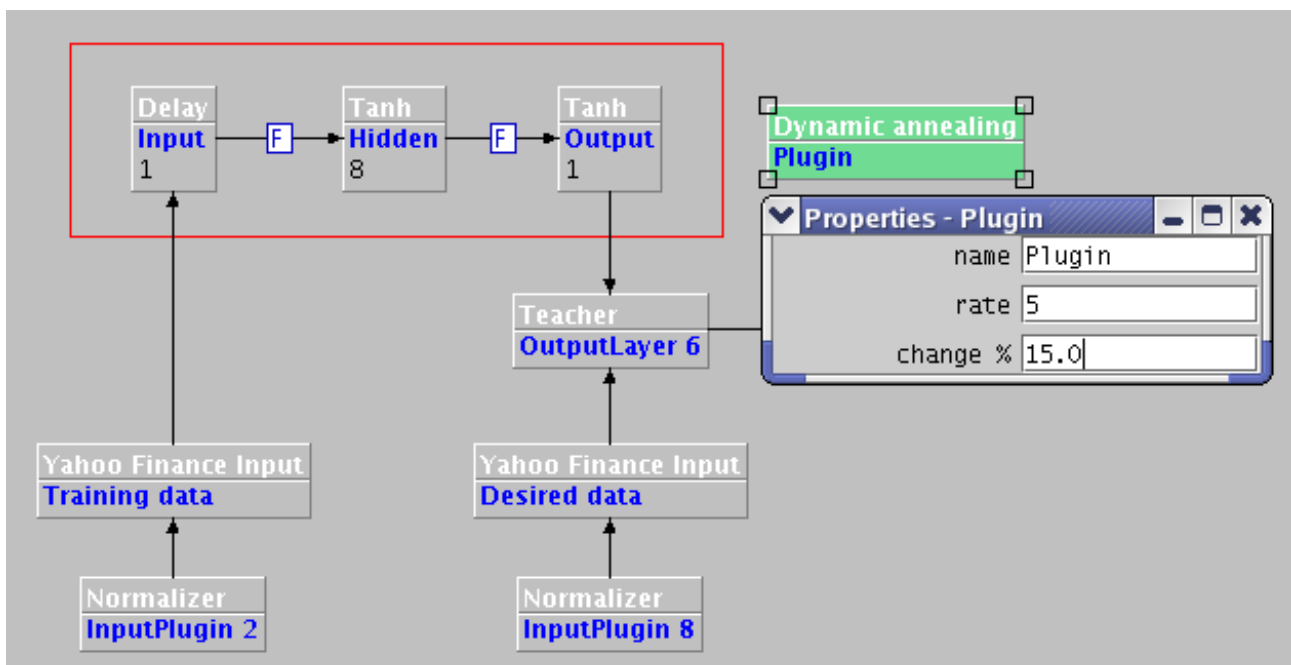 Delay
Input
1
F
Tanh
Hidden
8
F
Tanh
Output
1
Dynamic annealing
Plugin
Properties - Plugin
name Plugin
rate 5
change % 15.0
Teacher
OutputLayer 6
Yahoo Finance Input
Training data
Yahoo Finance Input
Desired data
Normalizer
InputPlugin 2
Normalizer
InputPlugin 8